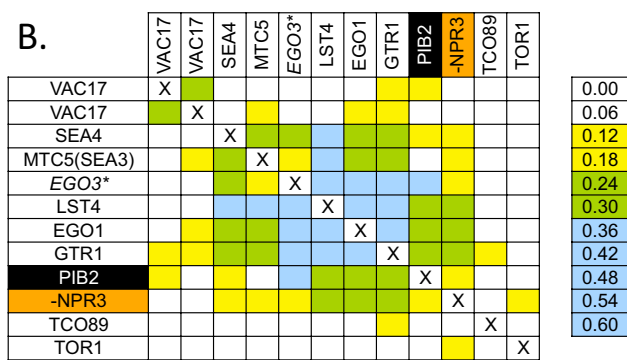 B.
VAC17 VAC17 SEA4 MTC5 EGO3* LST4 EGO1 GTR1 PIB2 -NPR3 TCO89 TOR1
VAC17 X
VAC17 X
SEA4 X
MTC5(SEA3) X
EGO3* X
LST4 X
EGO1 X
GTR1 X
PIB2 X
-NPR3 X
TCO89 X
TOR1 X
0.00
0.06
0.12
0.18
0.24
0.30
0.36
0.42
0.48
0.54
0.60